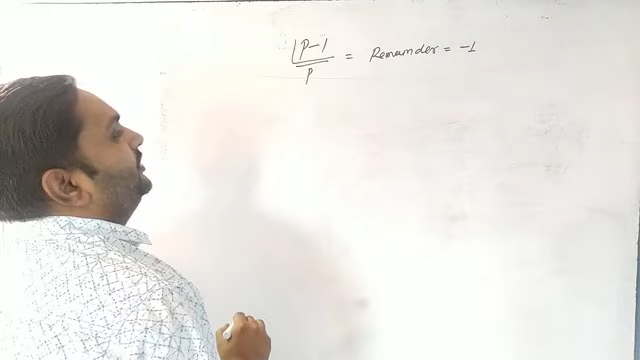 |p-1
p = Remainder = -1